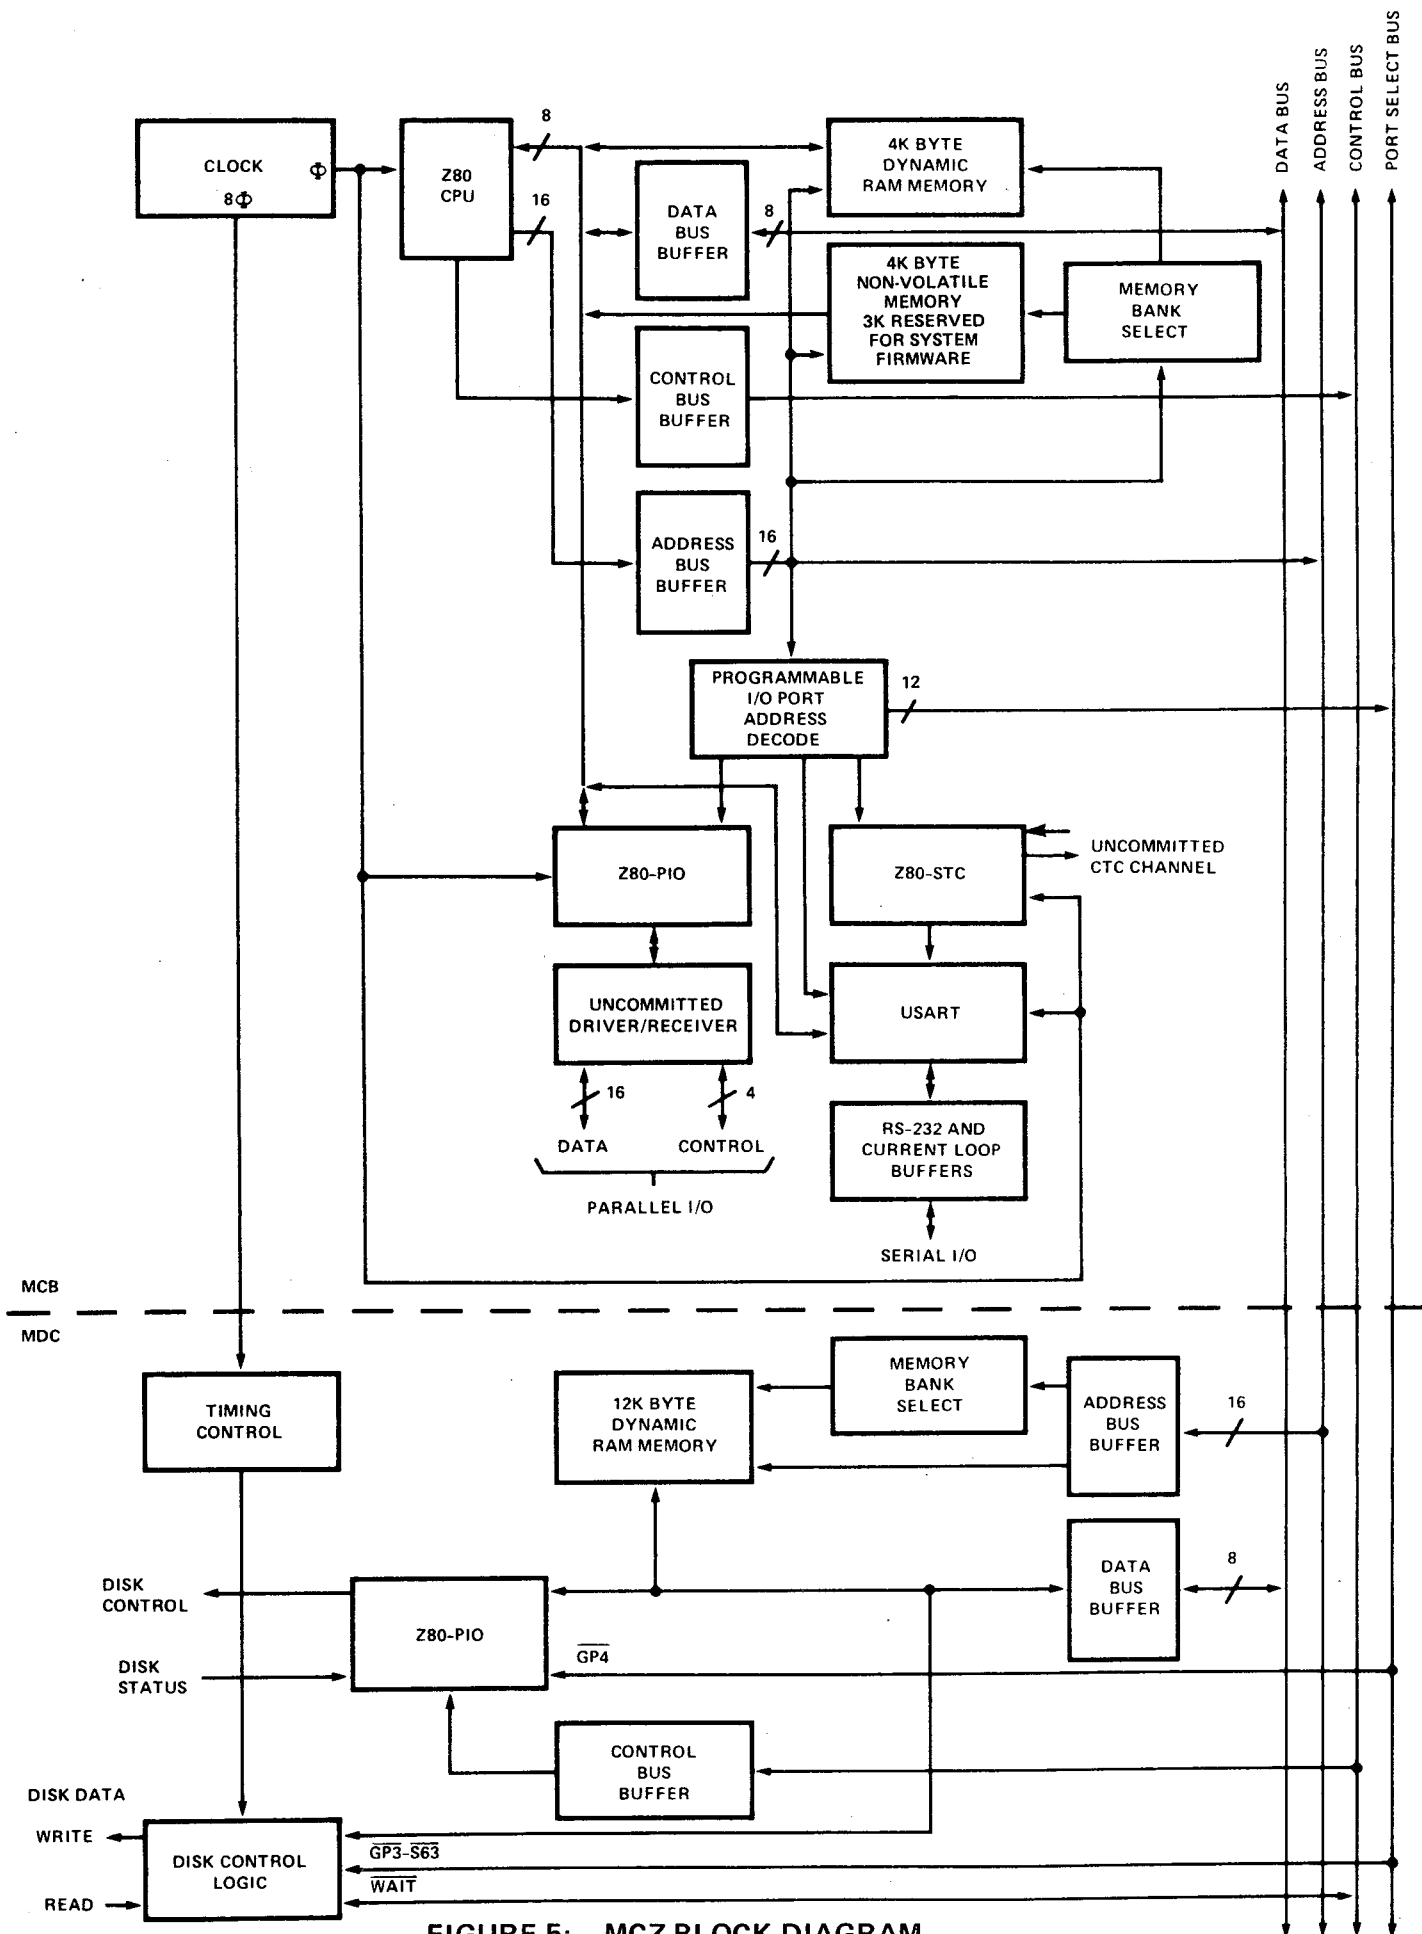 DATA BUS
ADDRESS BUS
CONTROL BUS
PORT SELECT BUS
CLOCK
Φ
8Φ
Z80
CPU
8
16
DATA
BUS
BUFFER
8
4K BYTE
DYNAMIC
RAM MEMORY
4K BYTE
NON-VOLATILE
MEMORY
3K RESERVED
FOR SYSTEM
FIRMWARE
MEMORY
BANK
SELECT
CONTROL
BUS
BUFFER
ADDRESS
BUS
BUFFER
16
PROGRAMMABLE
I/O PORT
ADDRESS
DECODE
12
Z80-PIO
Z80-STC
UNCOMMITTED
CTC CHANNEL
UNCOMMITTED
DRIVER/RECEIVER
USART
16
4
DATA
CONTROL
PARALLEL I/O
RS-232 AND
CURRENT LOOP
BUFFERS
SERIAL I/O
MCB
MDC
TIMING
CONTROL
12K BYTE
DYNAMIC
RAM MEMORY
MEMORY
BANK
SELECT
ADDRESS
BUS
BUFFER
16
DISK
CONTROL
Z80-PIO
DATA
BUS
BUFFER
8
DISK
STATUS
GP4
CONTROL
BUS
BUFFER
DISK DATA
WRITE
READ
DISK CONTROL
LOGIC
GP3-S63
WAIT
FIGURE 5: MCZ BLOCK DIAGRAM